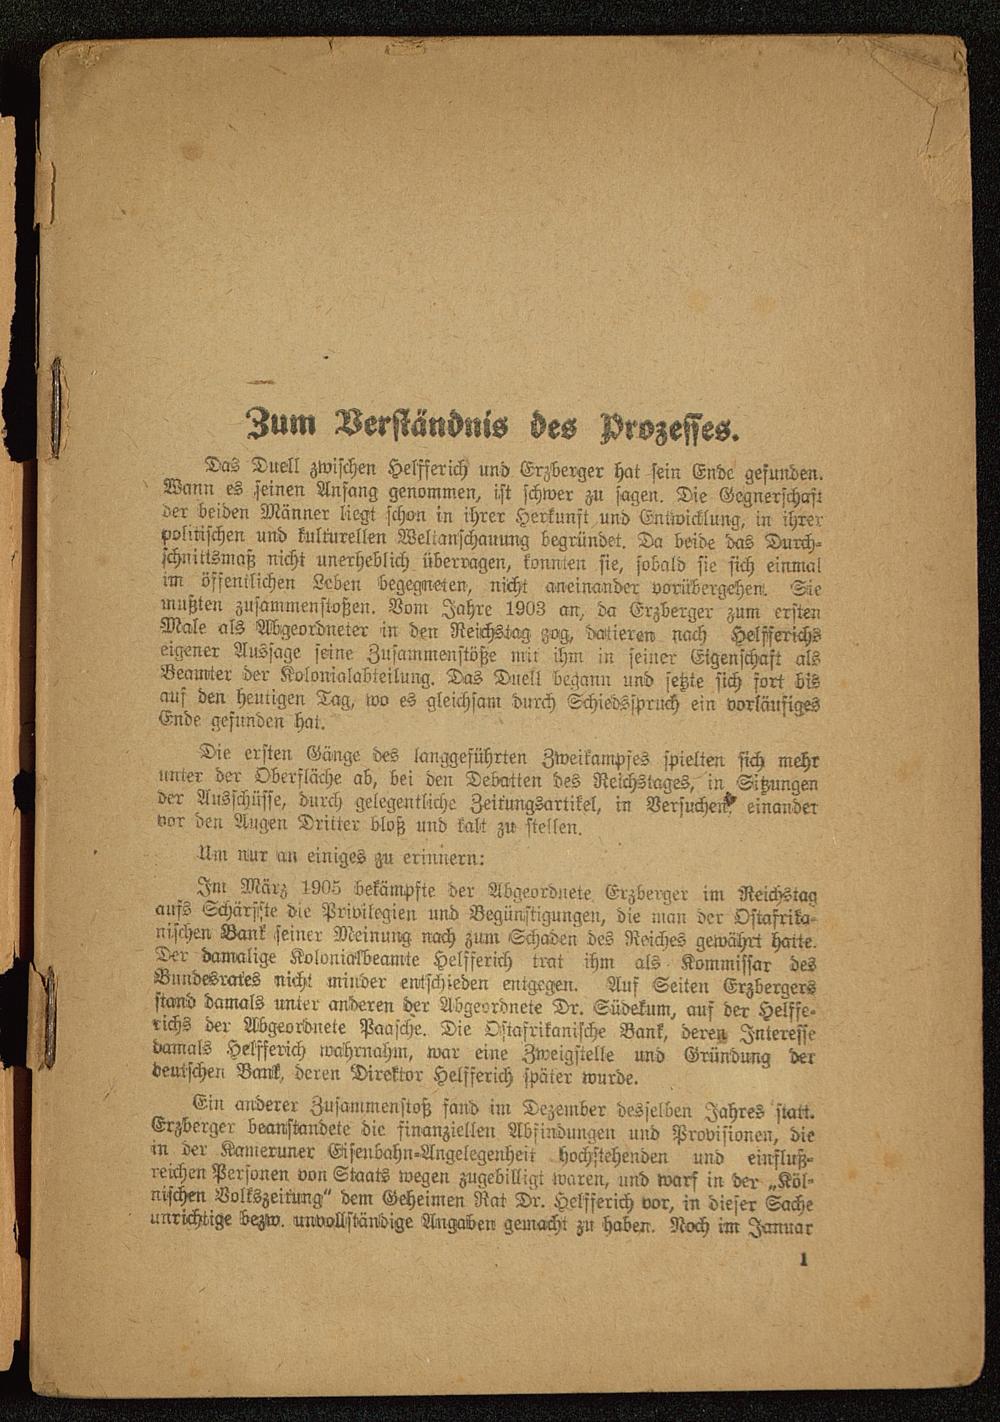 Zum Verständnis des Prozesses.
Das Duell zwischen Helfferich und Erzberger hat sein Ende gefunden.
Wann es seinen Anfang genommen, ist schwer zu sagen. Die Gegnerschaft
der beiden Männer liegt schon in ihrer Herkunft und Entwicklung, in ihrer
politischen und kulturellen Weltanschauung begründet. Da beide das Durch-
schnittsmaß nicht unerheblich überragen, konnten sie, sobald sie sich einmal
im öffentlichen Leben begegneten, nicht aneinander vorübergehen. Sie
mußten zusammenstoßen. Vom Jahre 1903 an, da Erzberger zum ersten
Male als Abgeordneter in den Reichstag zog, datieren nach Helfferichs
eigener Aussage seine Zusammenstöße mit ihm in seiner Eigenschaft als
Beamter der Kolonialabteilung. Das Duell begann und setzte sich fort bis
auf den heutigen Tag, wo es gleichsam durch Schiedsspruch ein vorläufiges
Ende gefunden hat.
Die ersten Gänge des langgeführten Zweikampfes spielten sich mehr
unter der Oberfläche ab, bei den Debatten des Reichstages, in Sitzungen
der Ausschüsse, durch gelegentliche Zeitungsartikel, in Versuchen, einander
vor den Augen Dritter bloß und kalt zu stellen.
Um nur an einiges zu erinnern:
Im März 1905 bekämpfte der Abgeordnete Erzberger im Reichstag
aufs Schärfste die Privilegien und Begünstigungen, die man der Ostafrika-
nischen Bank seiner Meinung nach zum Schaden des Reiches gewährt hatte.
Der damalige Kolonialbeamte Helfferich trat ihm als Kommissar des
Bundesrates nicht minder entschieden entgegen. Auf Seiten Erzbergers
stand damals unter anderen der Abgeordnete Dr. Südekum, auf der Helffe-
richs der Abgeordnete Paasche. Die Ostafrikanische Bank, deren Interesse
damals Helfferich wahrnahm, war eine Zweigstelle und Gründung der
deutschen Bank, deren Direktor Helfferich später wurde.
Ein anderer Zusammenstoß fand im Dezember desselben Jahres statt.
Erzberger beanstandete die finanziellen Abfindungen und Provisionen, die
in der Kameruner Eisenbahn-Angelegenheit hochstehenden und einfluß-
reichen Personen von Staats wegen zugebilligt waren, und warf in der „Köl-
nischen Volkszeitung“ dem Geheimen Rat Dr. Helfferich vor, in dieser Sache
unrichtige bezw. unvollständige Angaben gemacht zu haben. Noch im Januar
1